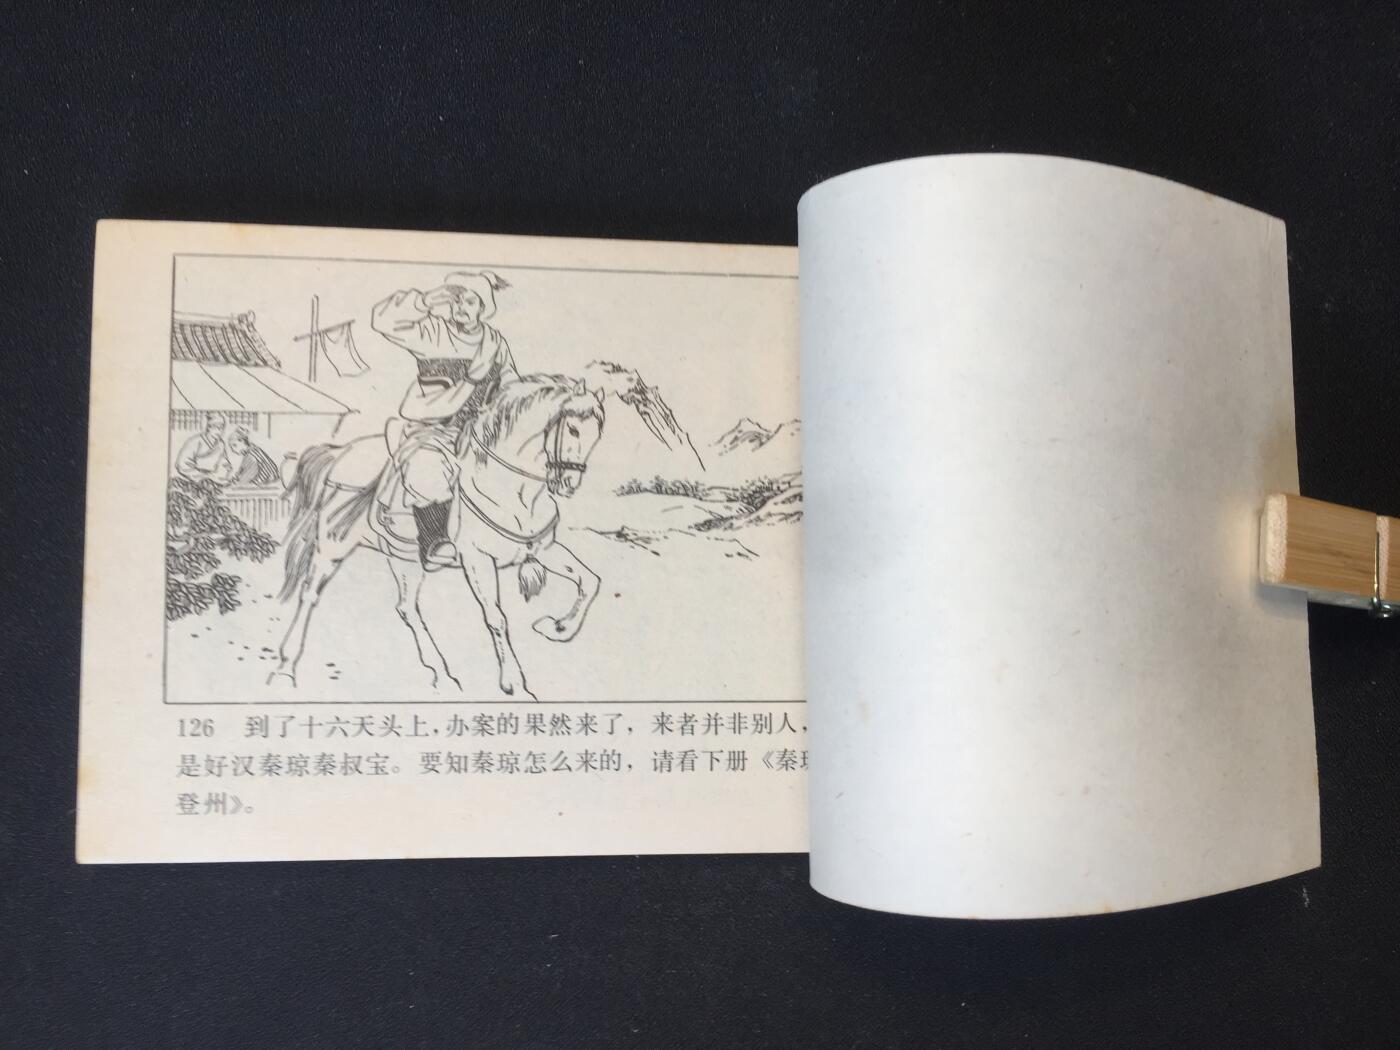 126 到了十六天头上，办案的果然来了，来者并非别人，
是好汉秦琼秦叔宝。要知秦琼怎么来的，请看下册《秦
登州》。